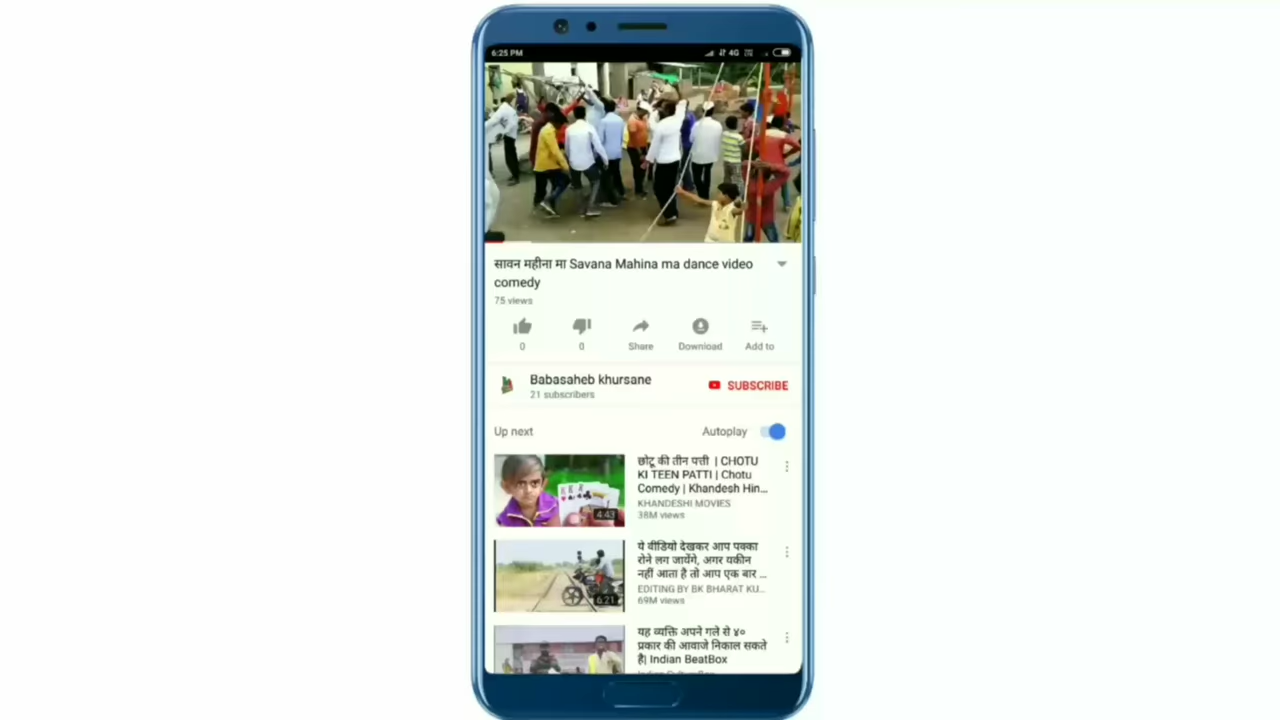 6:25 PM
4G
सावन महीना मा Savana Mahina ma dance video
comedy
75 views
0
0
Share
Download
Add to
Babasaheb khursane
21 subscribers
SUBSCRIBE
Up next
Autoplay
छोटू की तीन पत्ती | CHOTU
KI TEEN PATTI | Chotu
Comedy | Khandesh Hin...
KHANDESHI MOVIES
38M views
4:43
ये वीडियो देखकर आप पक्का
रोने लग जायेंगे, अगर यकीन
नहीं आता है तो आप एक बार ...
EDITING BY BK BHARAT KU...
69M views
6:21
यह व्यक्ति अपने गले से ४०
प्रकार की आवाजे निकाल सकते
है| Indian BeatBox